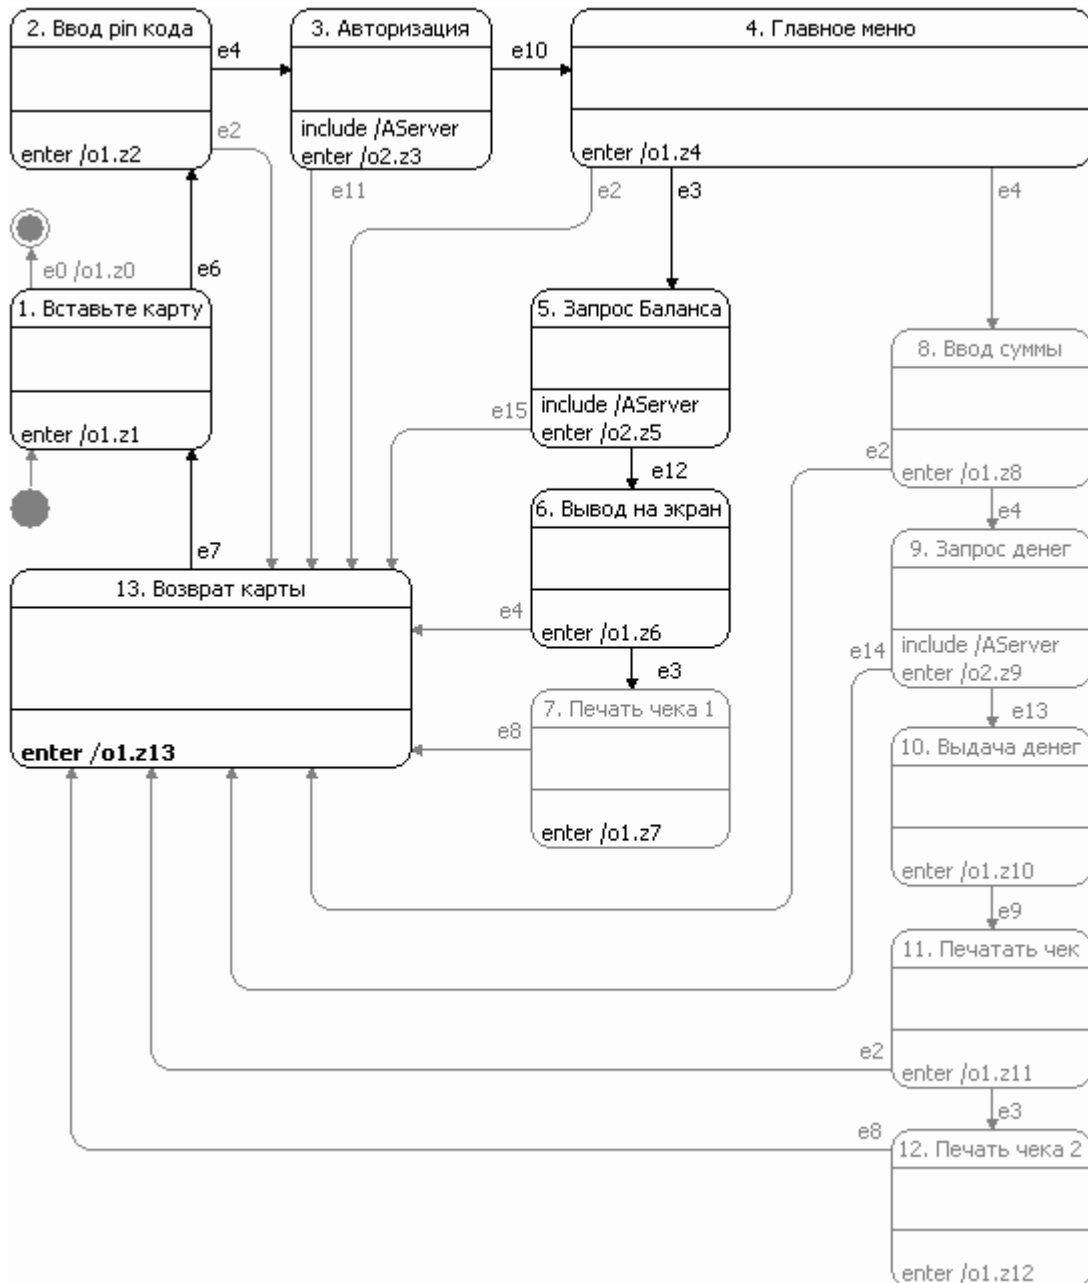 2. Ввод pin кода
enter /o1.z2
e4
3. Авторизация
include /AServer
enter /o2.z3
e10
4. Главное меню
enter /o1.z4
e2
e11
e2
e3
e4
e0 /o1.z0
e6
1. Вставьте карту
enter /o1.z1
5. Запрос Баланса
include /AServer
enter /o2.z5
e15
8. Ввод суммы
enter /o1.z8
e2
e12
e4
6. Вывод на экран
enter /o1.z6
9. Запрос денег
include /AServer
enter /o2.z9
e7
13. Возврат карты
enter /o1.z13
e4
e14
e3
e13
7. Печать чека 1
enter /o1.z7
e8
10. Выдача денег
enter /o1.z10
e9
11. Печатать чек
enter /o1.z11
e2
e3
e8
12. Печать чека 2
enter /o1.z12